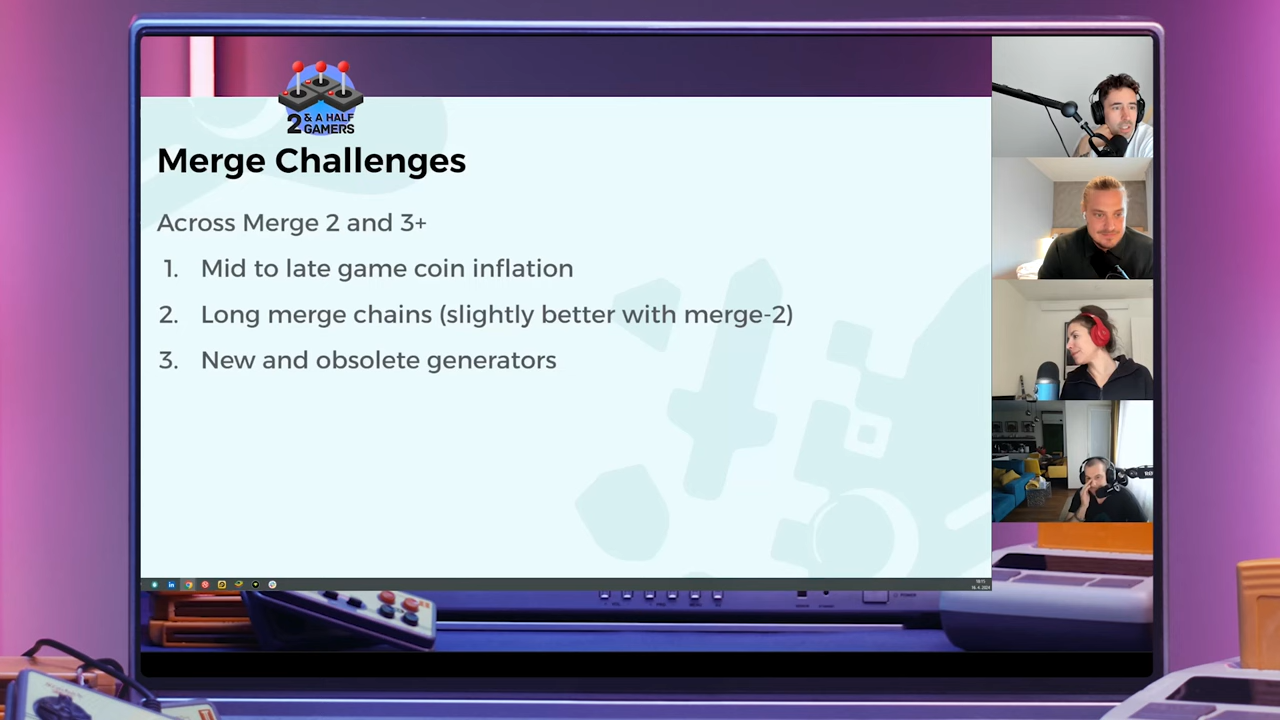 2 & A HALF
GAMERS
Merge Challenges
Across Merge 2 and 3+
1. Mid to late game coin inflation
2. Long merge chains (slightly better with merge-2)
3. New and obsolete generators
POWER